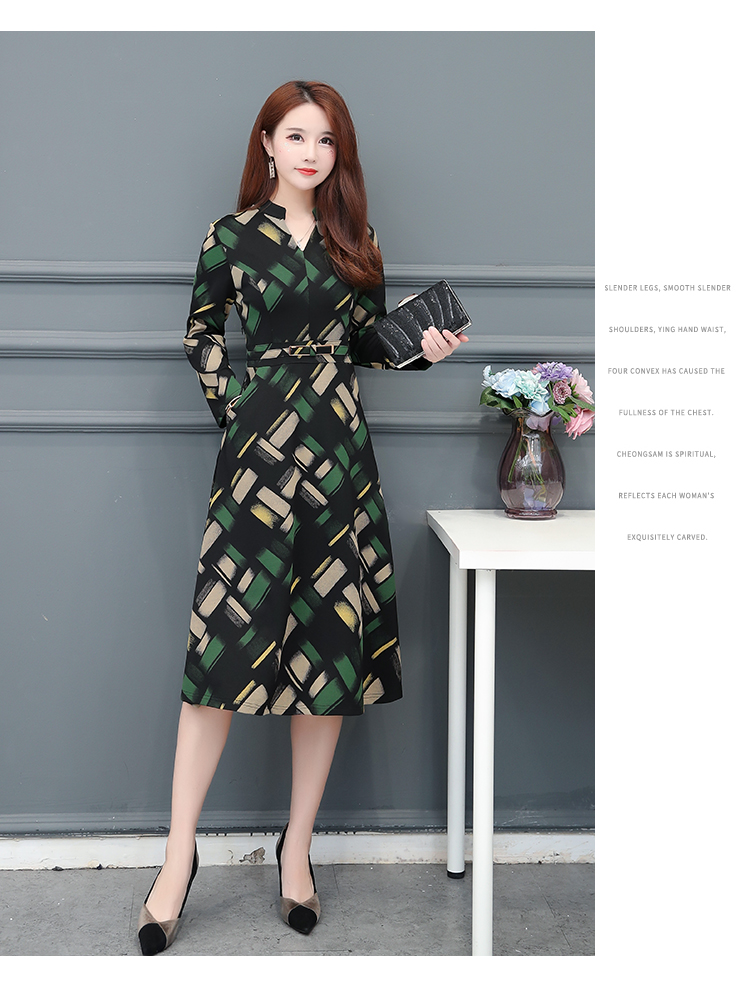 SLENDER LEGS, SMOOTH SLENDER
SHOULDERS, YING HAND WAIST,
FOUR CONVEX HAS CAUSED THE
FULLNESS OF THE CHEST.
CHEONGSAM IS SPIRITUAL,
REFLECTS EACH WOMAN'S
EXQUISITELY CARVED.